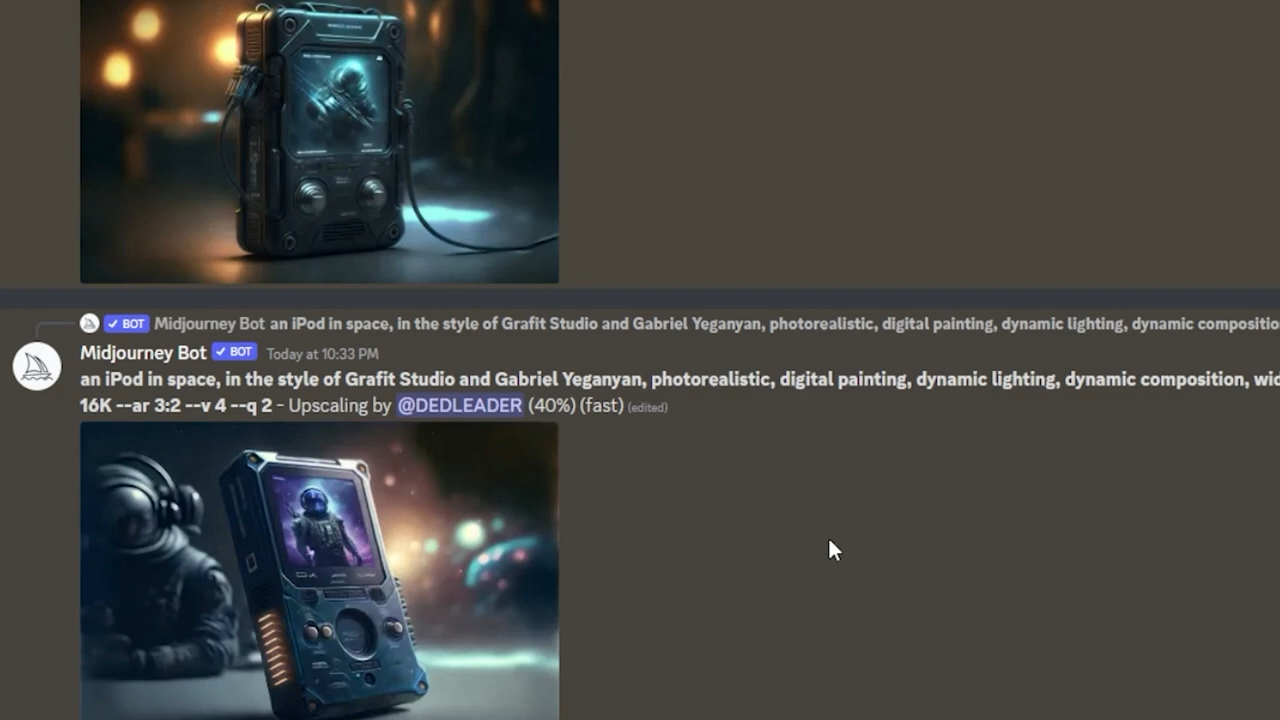 BOT Midjourney Bot an iPod in space, in the style of Grafit Studio and Gabriel Yeganyan, photorealistic, digital painting, dynamic lighting, dynamic compositio
Midjourney Bot BOT Today at 10:33 PM
an iPod in space, in the style of Grafit Studio and Gabriel Yeganyan, photorealistic, digital painting, dynamic lighting, dynamic composition, wid
16K --ar 3:2 --v 4 --q 2 - Upscaling by @DEDLEADER (40%) (fast) (edited)